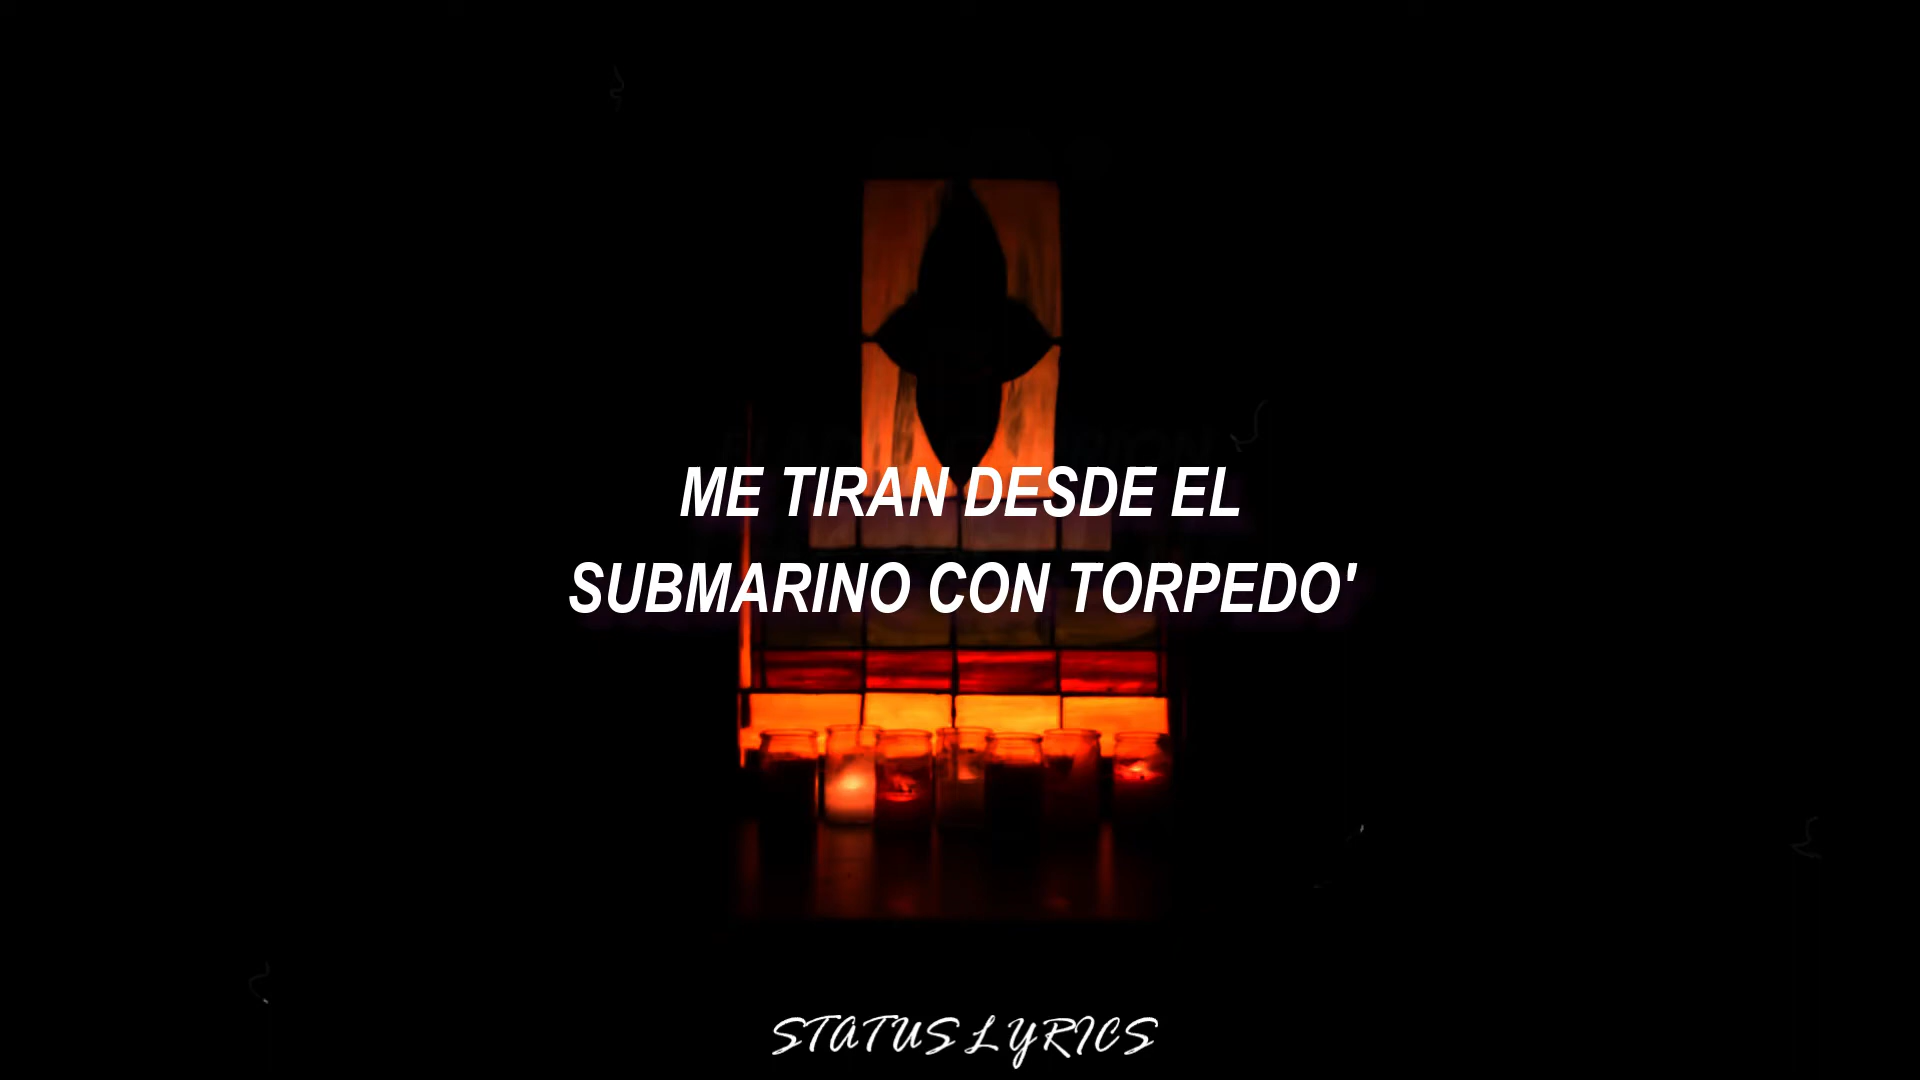 ME TIRAN DESDE EL
SUBMARINO CON TORPEDO'
STATUS LYRICS